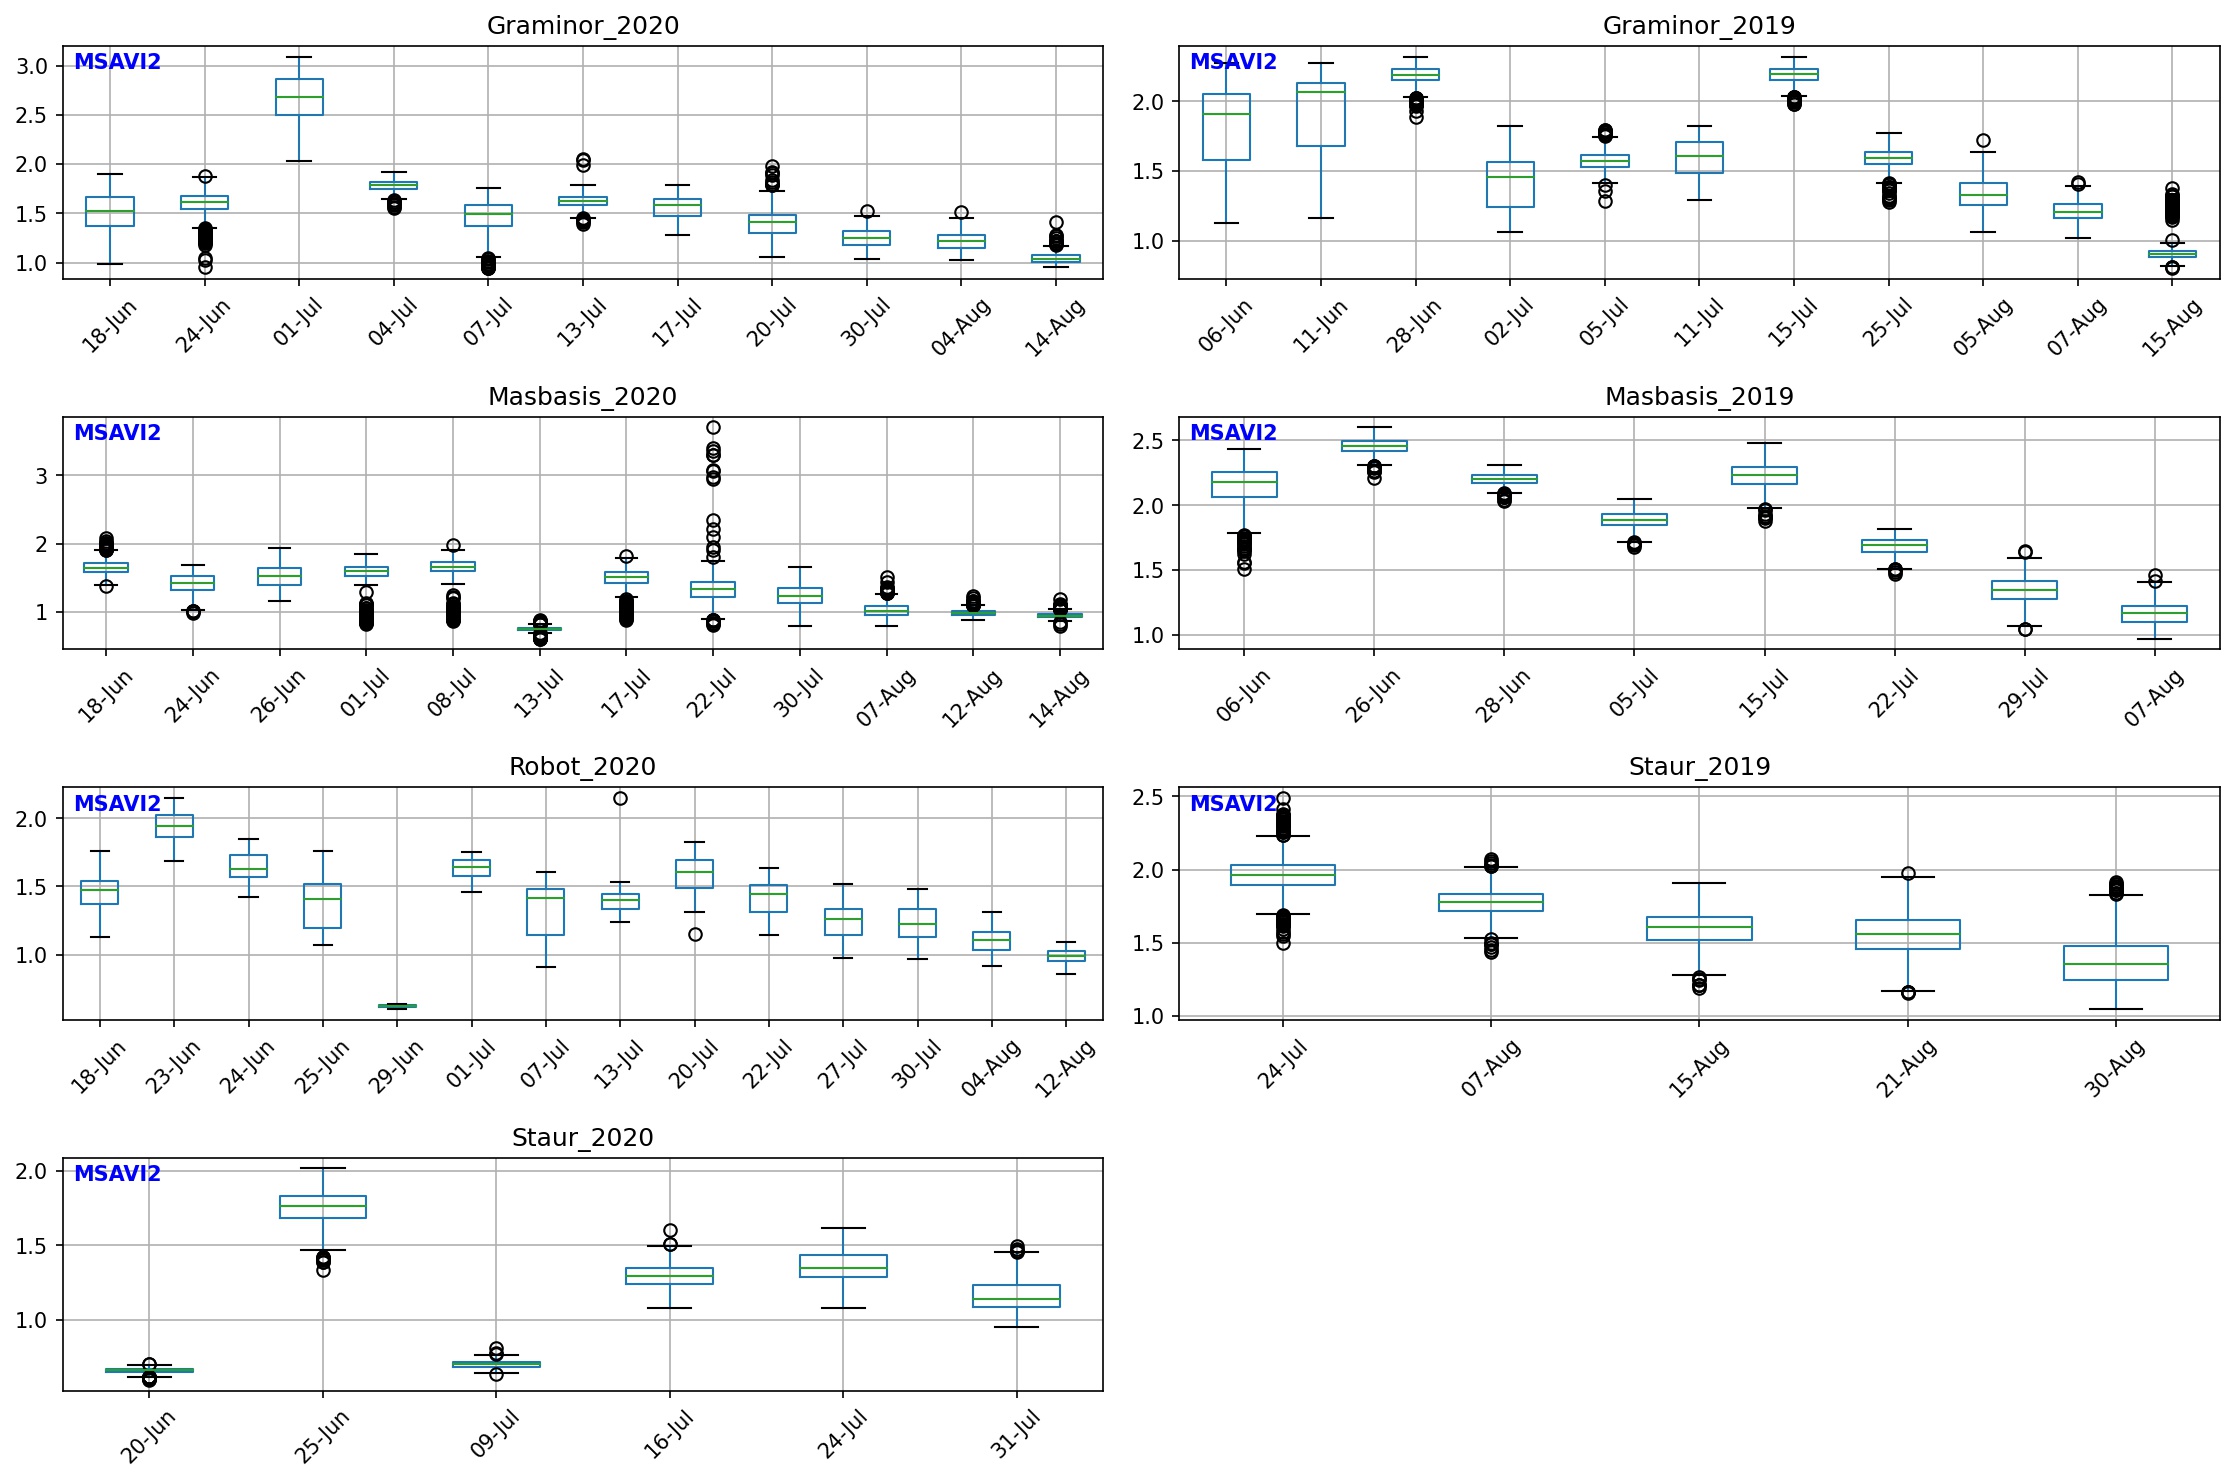 Graminor_2020
MSAVI2
3.0
2.5
2.0
1.5
1.0
18-Jun 24-Jun 01-Jul 04-Jul 07-Jul 13-Jul 17-Jul 20-Jul 30-Jul 04-Aug 14-Aug
Graminor_2019
MSAVI2
2.0
1.5
1.0
06-Jun 11-Jun 28-Jun 02-Jul 05-Jul 11-Jul 15-Jul 25-Jul 05-Aug 07-Aug 15-Aug
Masbasis_2020
MSAVI2
3
2
1
18-Jun 24-Jun 26-Jun 01-Jul 08-Jul 13-Jul 17-Jul 22-Jul 30-Jul 07-Aug 12-Aug 14-Aug
Masbasis_2019
MSAVI2
2.5
2.0
1.5
1.0
06-Jun 26-Jun 28-Jun 05-Jul 15-Jul 22-Jul 29-Jul 07-Aug
Robot_2020
MSAVI2
2.0
1.5
1.0
18-Jun 23-Jun 24-Jun 25-Jun 29-Jun 01-Jul 07-Jul 13-Jul 20-Jul 22-Jul 27-Jul 30-Jul 04-Aug 12-Aug
Staur_2019
MSAVI2
2.5
2.0
1.5
1.0
24-Jul 07-Aug 15-Aug 21-Aug 30-Aug
Staur_2020
MSAVI2
2.0
1.5
1.0
20-Jun 25-Jun 09-Jul 16-Jul 24-Jul 31-Jul